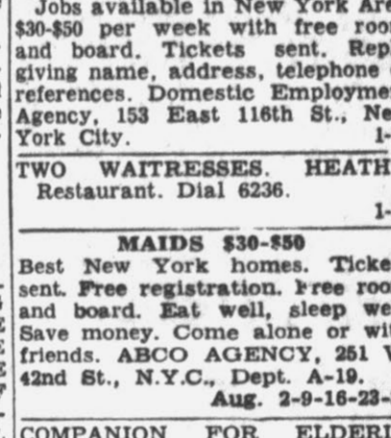 Jobs available in New York Are
$30-$50 per week with free roo
and board. Tickets sent. Rep
giving name, address, telephone
references. Domestic Employme
Agency, 153 East 116th St., Ne
York City. 1-
TWO WAITRESSES. HEATH
Restaurant. Dial 6236.
1-
MAIDS $30-$50
Best New York homes. Ticke
sent. Free registration. Free roo
and board. Eat well, sleep we
Save money. Come alone or wi
friends. ABCO AGENCY, 251
42nd St., N.Y.C., Dept. A-19.
Aug. 2-9-16-23-
COMPANION FOR ELDER